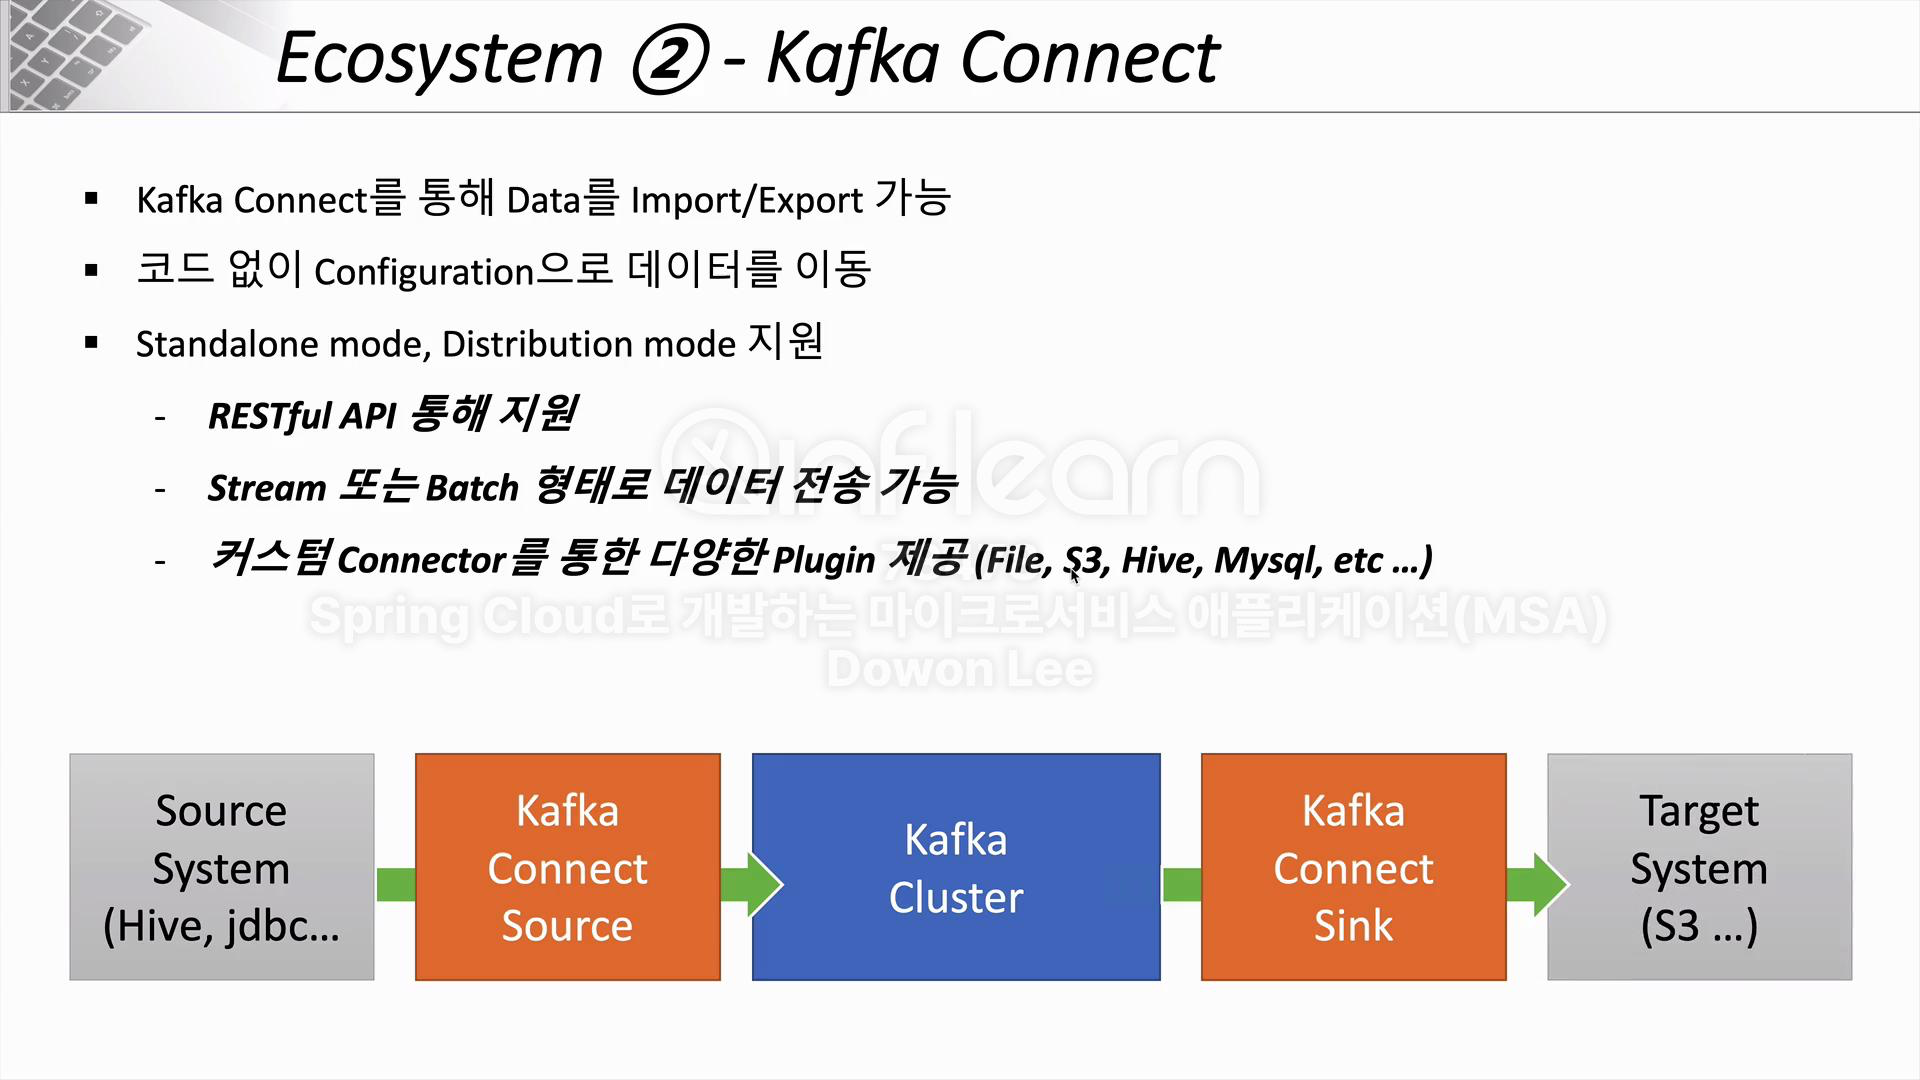 Ecosystem ② - Kafka Connect
▪ Kafka Connect를 통해 Data를 Import/Export 가능
▪ 코드 없이 Configuration으로 데이터를 이동
▪ Standalone mode, Distribution mode 지원
- RESTful API 통해 지원
- Stream 또는 Batch 형태로 데이터 전송 가능
- 커스텀 Connector를 통한 다양한 Plugin 제공 (File, S3, Hive, Mysql, etc ...)
inflearn
Spring Cloud로 개발하는 마이크로서비스 애플리케이션(MSA)
Dowon Lee
Source
System
(Hive, jdbc...
Kafka
Connect
Source
Kafka
Cluster
Kafka
Connect
Sink
Target
System
(S3 ...)